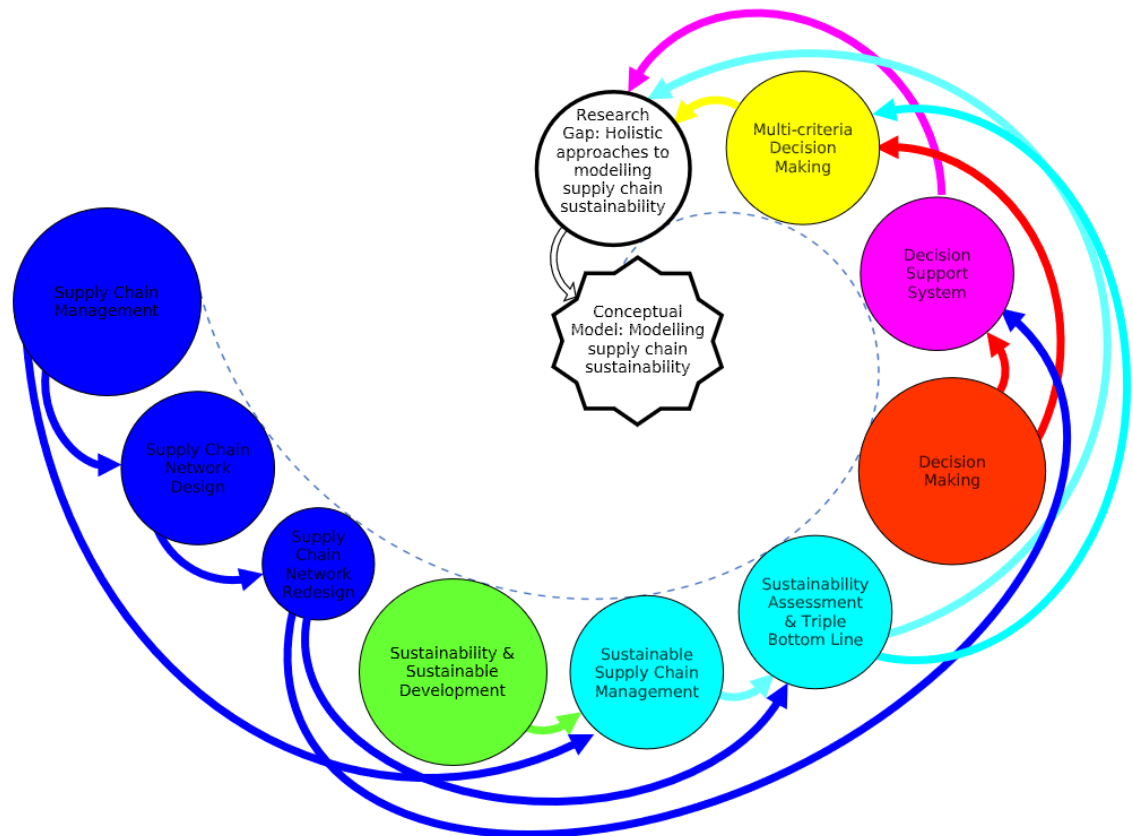 Research
Gap: Holistic
approaches to
modelling
supply chain
sustainability
Multi-criteria
Decision
Making
Decision
Support
System
Supply Chain
Management
Conceptual
Model: Modelling
supply chain
sustainability
Supply Chain
Network
Design
Decision
Making
Supply
Chain
Network
Redesign
Sustainability &
Sustainable
Development
Sustainable
Supply Chain
Management
Sustainability
Assessment
& Triple
Bottom Line